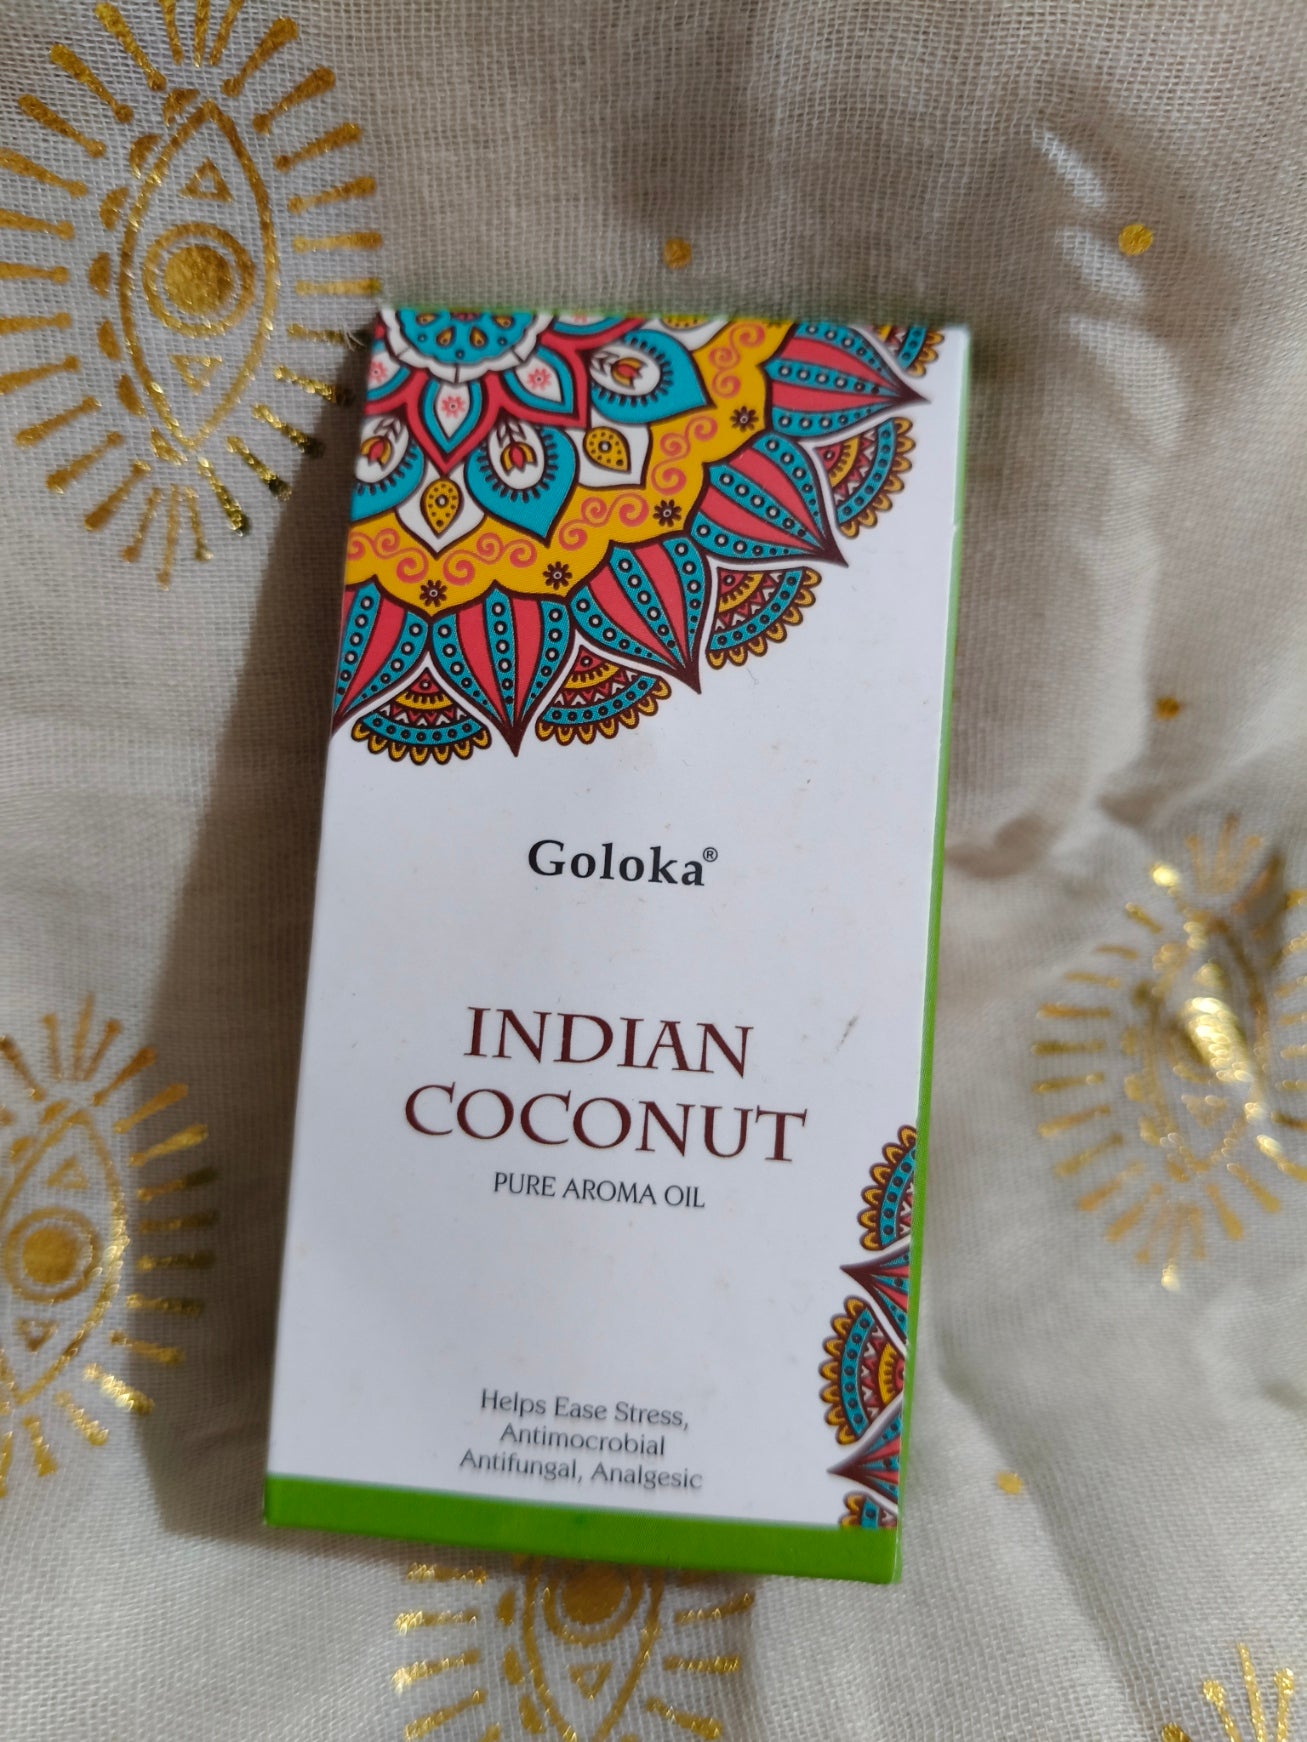 Goloka®
INDIAN
COCONUT
PURE AROMA OIL
Helps Ease Stress,
Antimocrobial
Antifungal, Analgesic